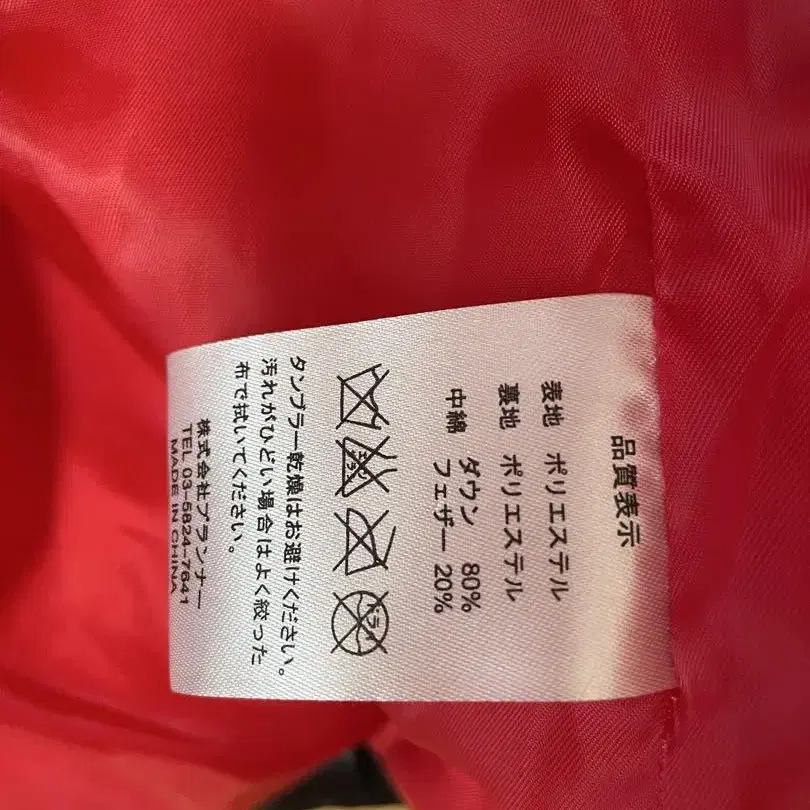 品質表示
表地 ポリエステル
裏地 ポリエステル
中綿 ダウン 80%
フェザー 20%
ドライ
タンブラー乾燥はお避けください。
汚れがひどい場合はよく絞った
布で拭いてください。
株式会社プランナー
TEL 03-5824-7641
MADE IN CHINA